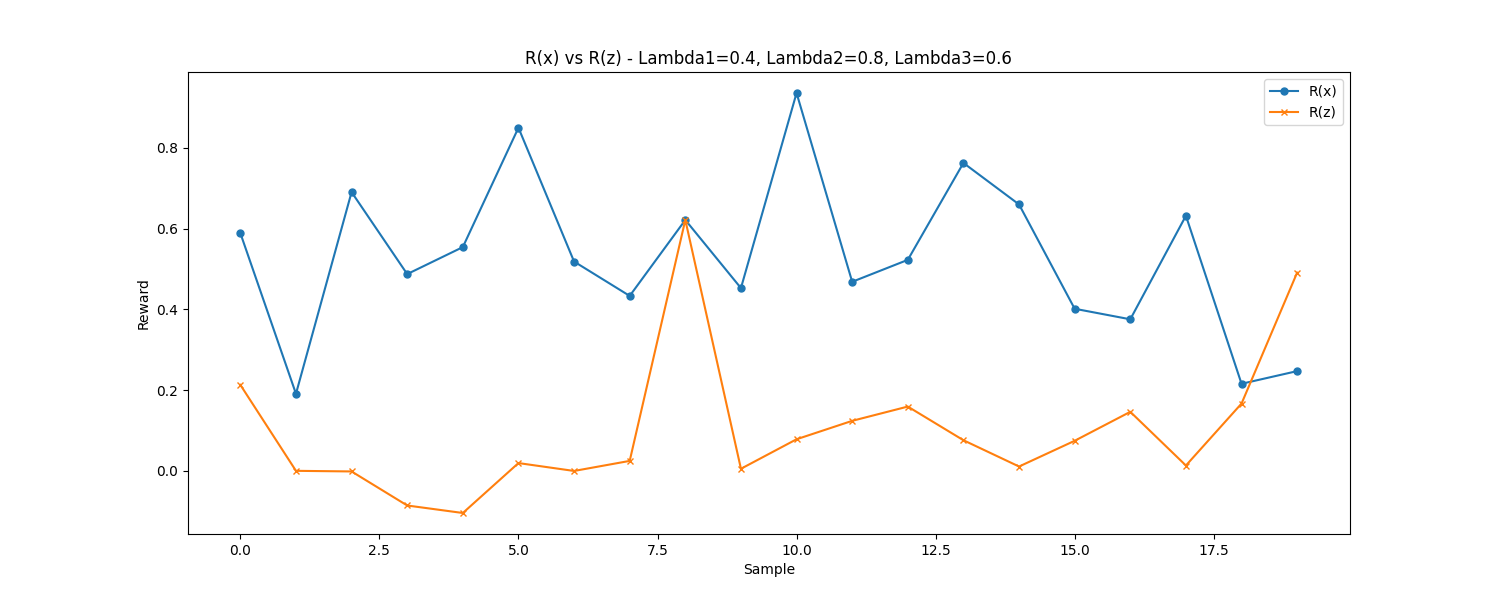 R(x) vs R(z) - Lambda1=0.4, Lambda2=0.8, Lambda3=0.6
R(x)
R(z)
Reward
0.8
0.6
0.4
0.2
0.0
0.0 2.5 5.0 7.5 10.0 12.5 15.0 17.5
Sample